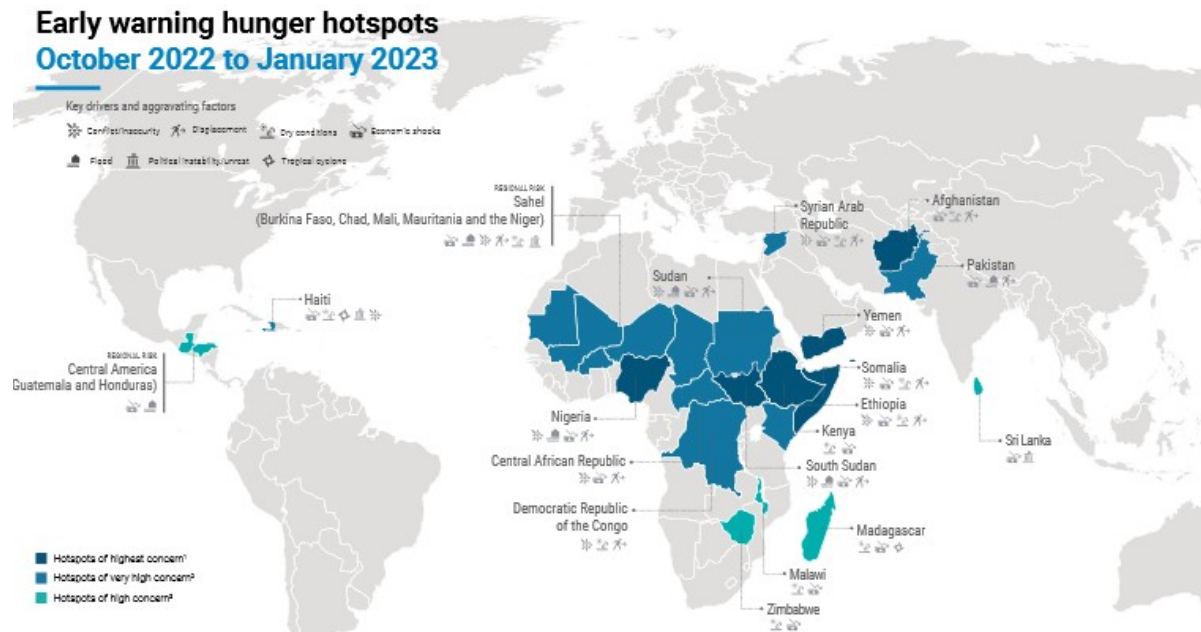 Early warning hunger hotspots
October 2022 to January 2023
Key drivers and aggravating factors
Conflict/insecurity
Displacement
Dry conditions
Economic shocks
Flood
Political instability/unrest
Tropical cyclone
REGIONAL RISK
Sahel
(Burkina Faso, Chad, Mali, Mauritania and the Niger)
Syrian Arab
Republic
Afghanistan
Pakistan
Sudan
Haiti
Yemen
REGIONAL RISK
Central America
Guatemala and Honduras)
Somalia
Ethiopia
Nigeria
Kenya
Sri Lanka
Central African Republic
South Sudan
Democratic Republic
of the Congo
Madagascar
Malawi
Zimbabwe
Hotspots of highest concern¹
Hotspots of very high concern²
Hotspots of high concern³